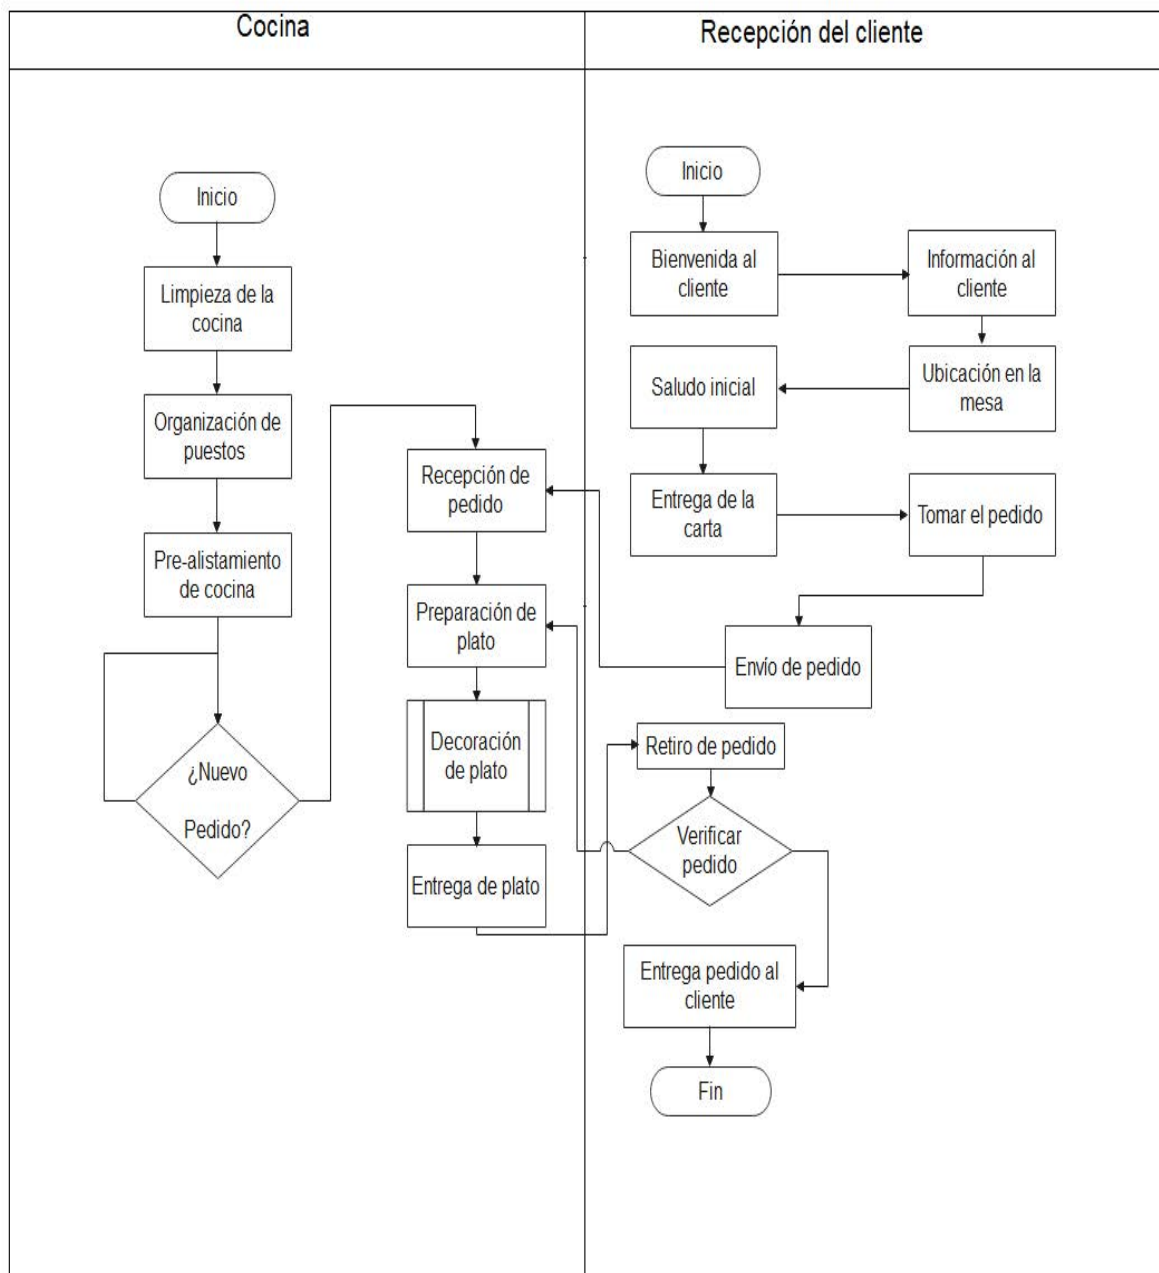 Cocina
Recepción del cliente
Inicio
Limpieza de la
cocina
Organización de
puestos
Pre-alistamiento
de cocina
¿Nuevo
Pedido?
Recepción de
pedido
Preparación de
plato
Decoración
de plato
Entrega de plato
Inicio
Bienvenida al
cliente
Información al
cliente
Ubicación en la
mesa
Saludo inicial
Entrega de la
carta
Tomar el pedido
Envío de pedido
Retiro de pedido
Verificar
pedido
Entrega pedido al
cliente
Fin